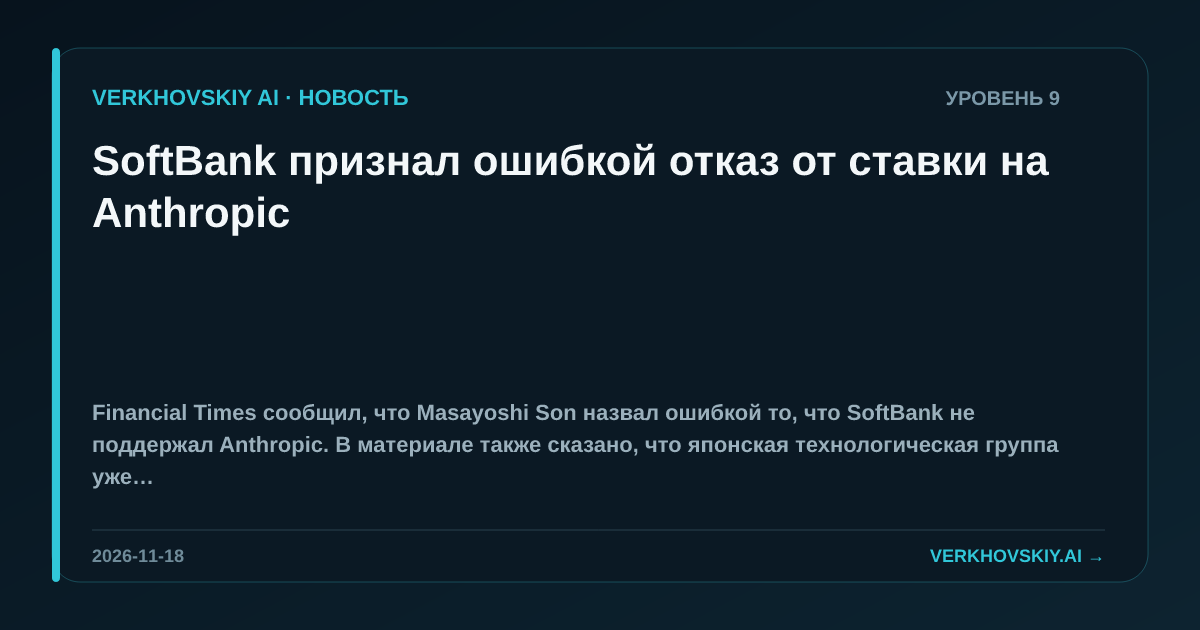 VERKHOVSKIY AI · НОВОСТЬ
УРОВЕНЬ 9
SoftBank признал ошибкой отказ от ставки на
Anthropic
Financial Times сообщил, что Masayoshi Son назвал ошибкой то, что SoftBank не
поддержал Anthropic. В материале также сказано, что японская технологическая группа
уже…
2026-11-18
VERKHOVSKIY.AI →